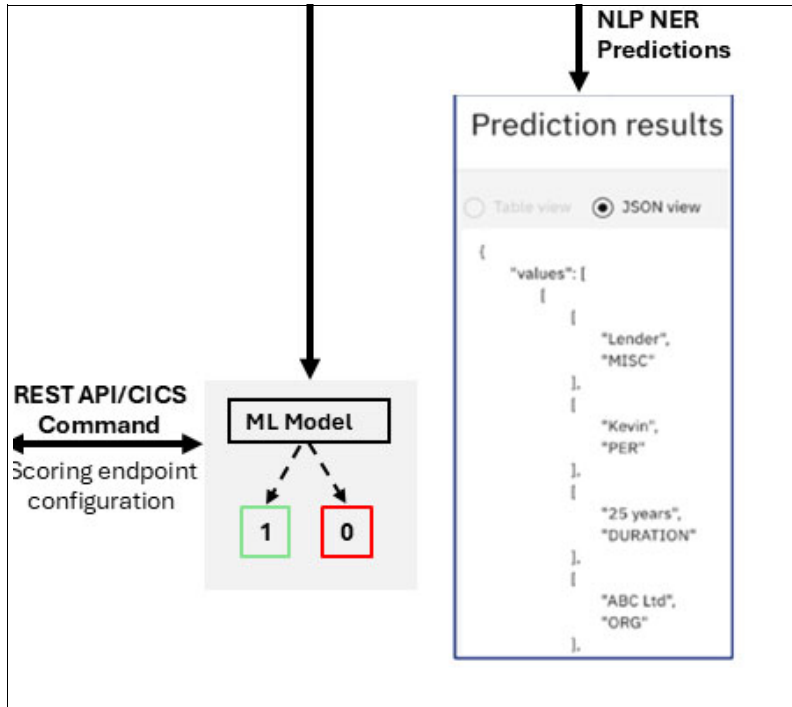 NLP NER
Predictions
Prediction results
Table view
JSON view
{
"values": [
[
[
"Lender",
"MISC"
],
[
"Kevin",
"PER"
],
[
"25 years",
"DURATION"
],
[
"ABC Ltd",
"ORG"
],
REST API/CICS
Command
Scoring endpoint
configuration
ML Model
1
0